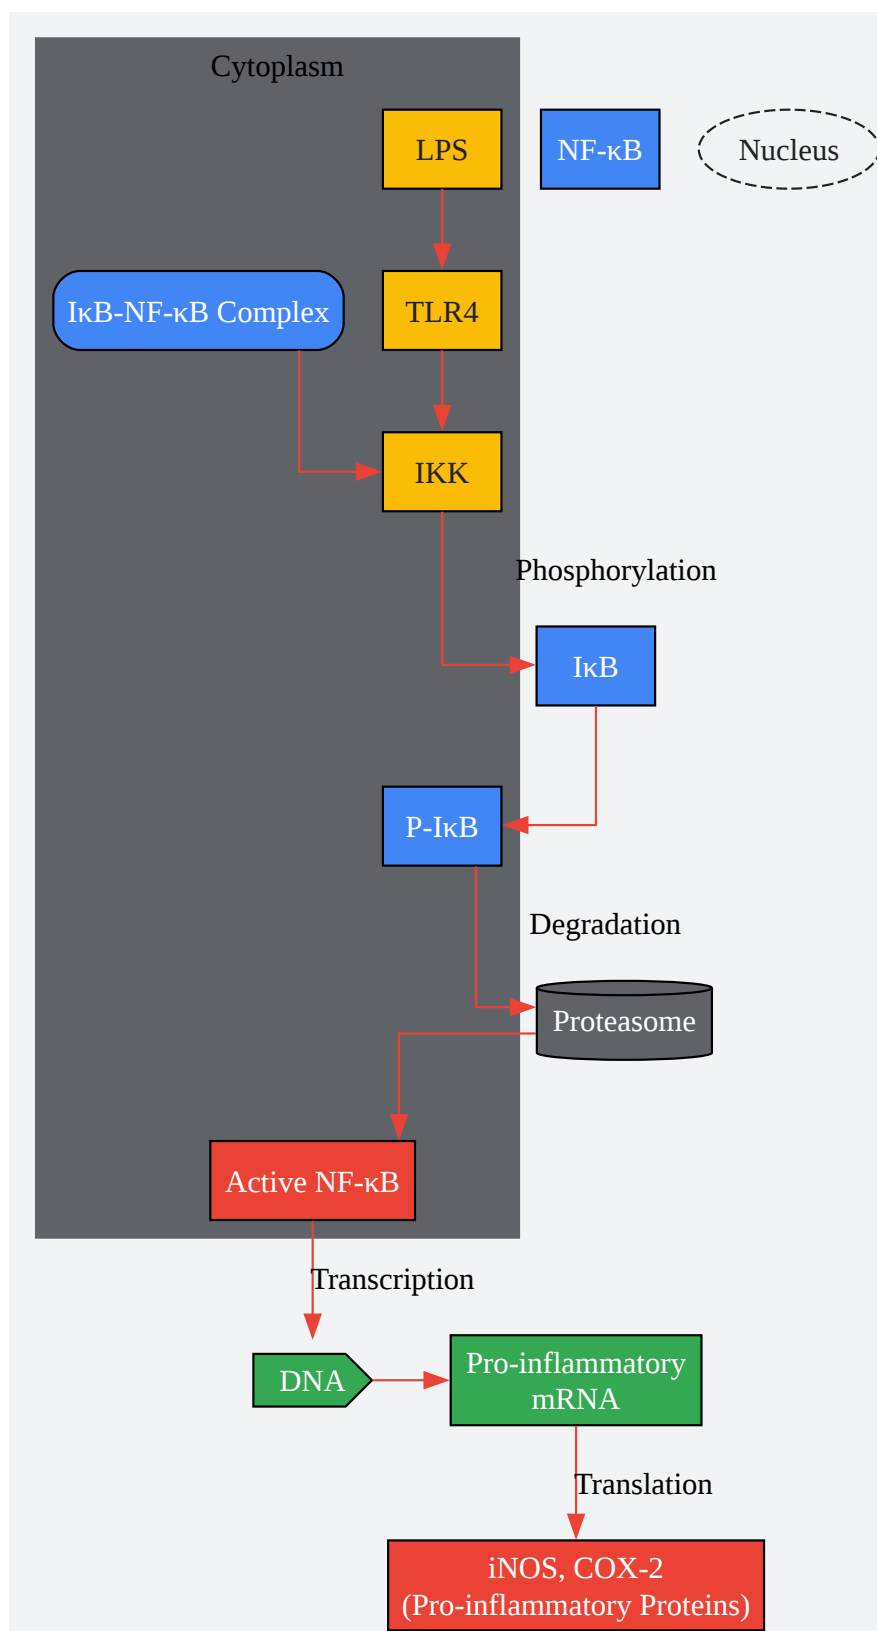 Cytoplasm
LPS
NF-κB
Nucleus
IκB-NF-κB Complex
TLR4
IKK
Phosphorylation
IκB
P-IκB
Degradation
Proteasome
Active NF-κB
Transcription
DNA
Pro-inflammatory
mRNA
Translation
iNOS, COX-2
(Pro-inflammatory Proteins)